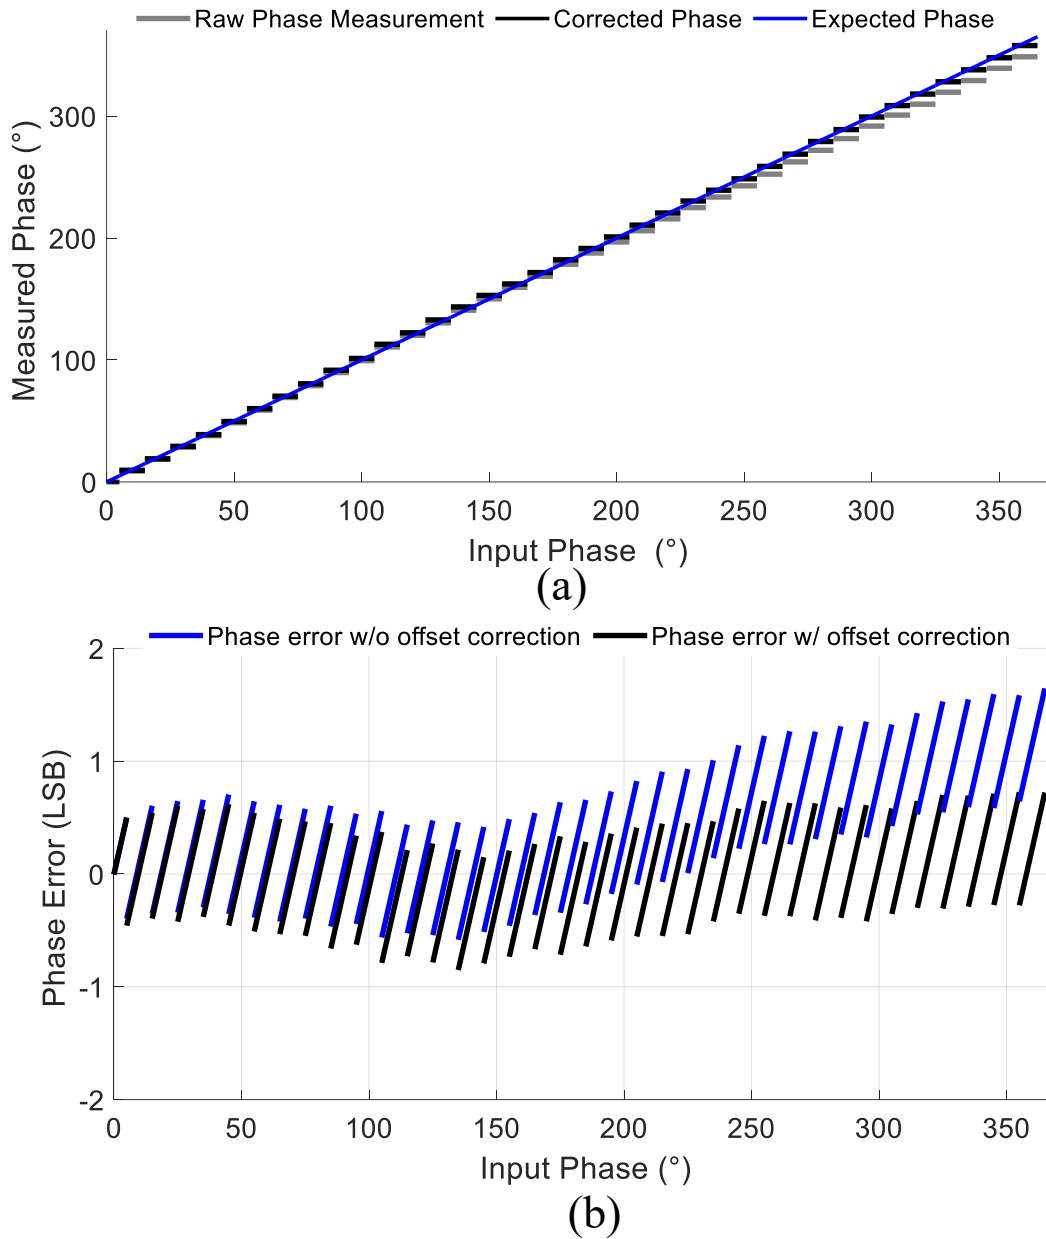 Raw Phase Measurement Corrected Phase Expected Phase
Measured Phase (°)
300
200
100
0
0 50 100 150 200 250 300 350
Input Phase (°)
(a)
Phase error w/o offset correction Phase error w/ offset correction
Phase Error (LSB)
2
1
0
-1
-2
0 50 100 150 200 250 300 350
Input Phase (°)
(b)